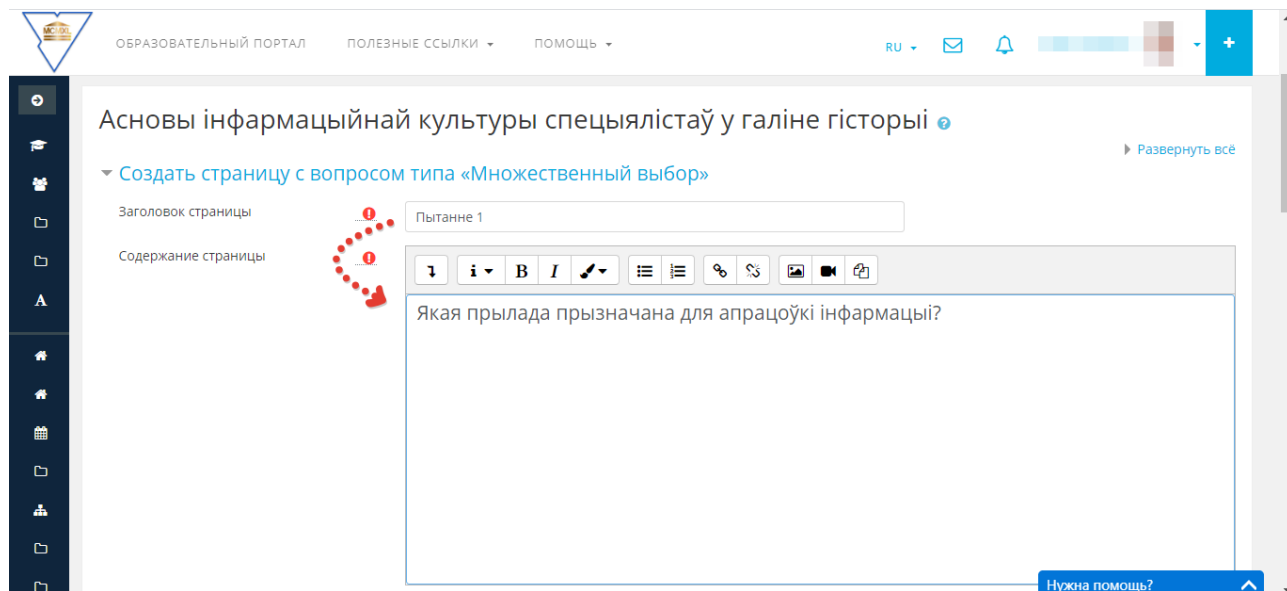 ОБРАЗОВАТЕЛЬНЫЙ ПОРТАЛ ПОЛЕЗНЫЕ ССЫЛКИ ПОМОЩЬ RU
Асновы інфармацыйнай культуры спецыялістаў у галіне гісторыі
Развернуть всё
Создать страницу с вопросом типа «Множественный выбор»
Заголовок страницы Пытанне 1
Содержание страницы
i B I
Якая прылада прызначана для апрацоўкі інфармацыі?
A
Нужна помощь?